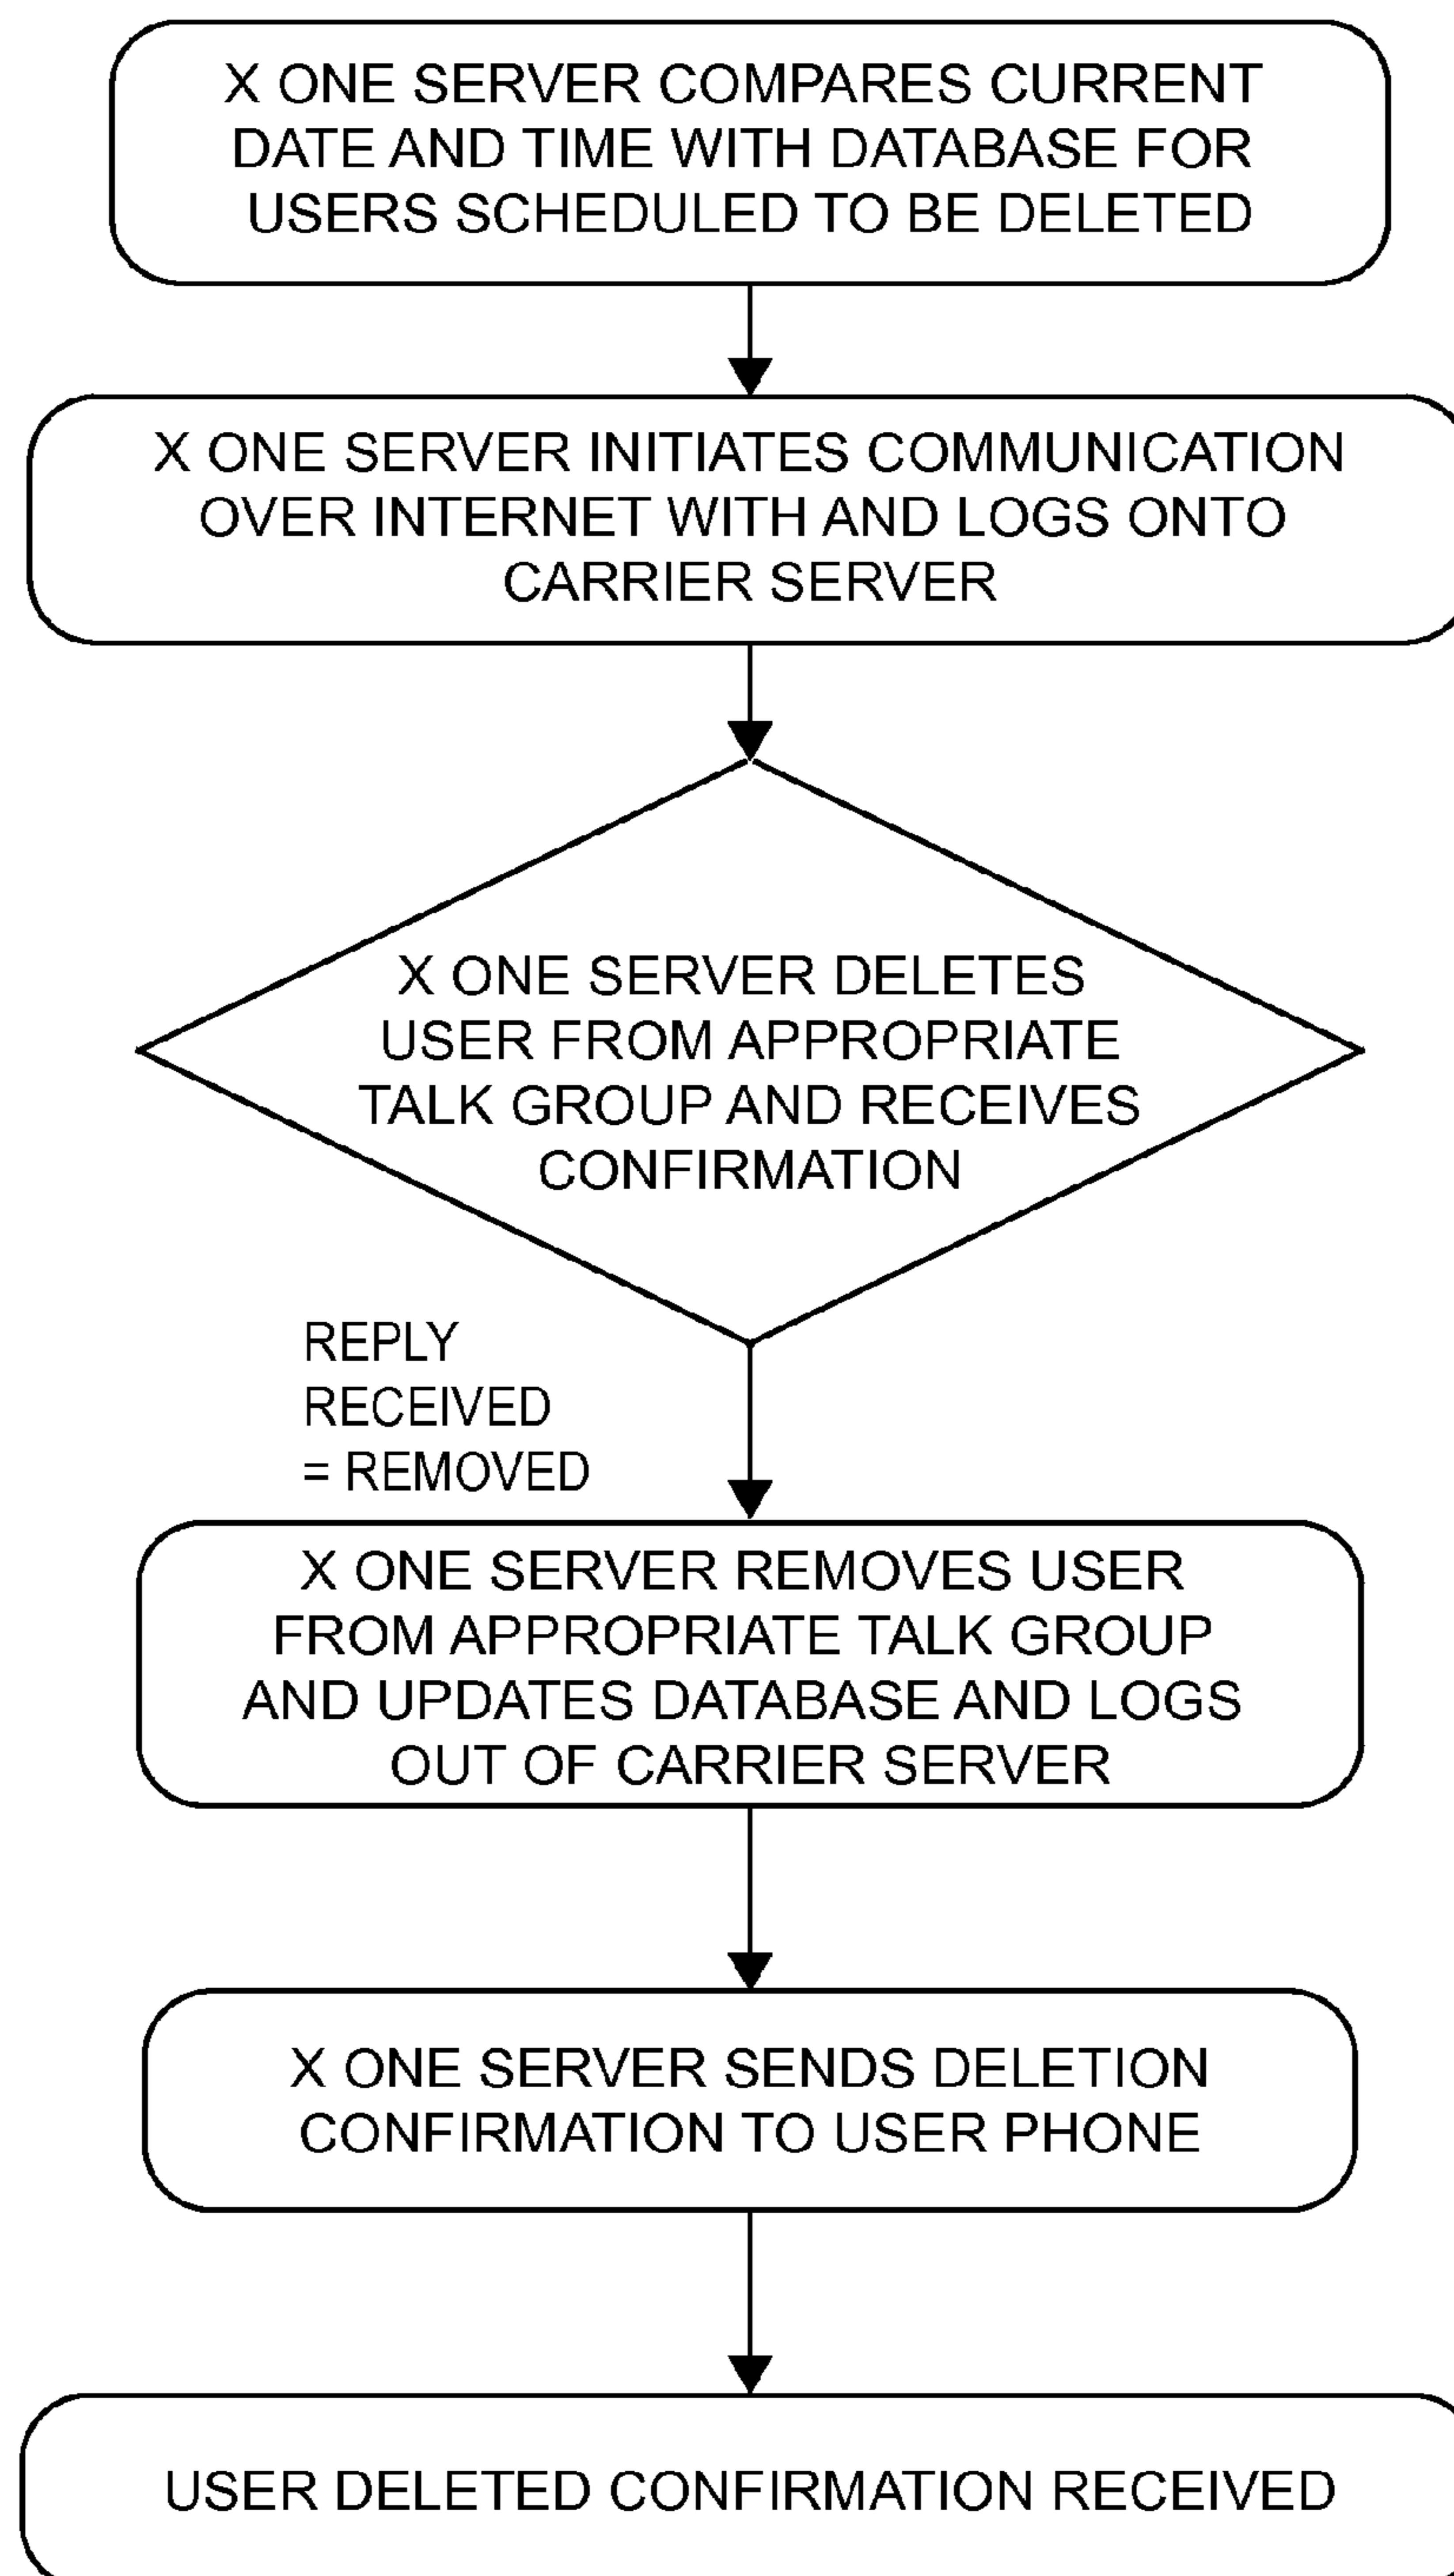 X ONE SERVER COMPARES CURRENT
DATE AND TIME WITH DATABASE FOR
USERS SCHEDULED TO BE DELETED
X ONE SERVER INITIATES COMMUNICATION
OVER INTERNET WITH AND LOGS ONTO
CARRIER SERVER
X ONE SERVER DELETES
USER FROM APPROPRIATE
TALK GROUP AND RECEIVES
CONFIRMATION
REPLY
RECEIVED
= REMOVED
X ONE SERVER REMOVES USER
FROM APPROPRIATE TALK GROUP
AND UPDATES DATABASE AND LOGS
OUT OF CARRIER SERVER
X ONE SERVER SENDS DELETION
CONFIRMATION TO USER PHONE
USER DELETED CONFIRMATION RECEIVED